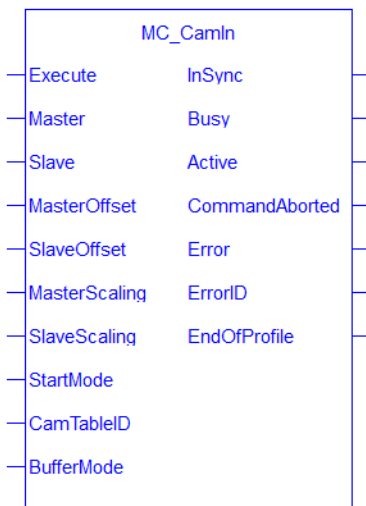 MC_CamIn
Execute InSync
Master Busy
Slave Active
MasterOffset CommandAborted
SlaveOffset Error
MasterScaling ErrorID
SlaveScaling EndOfProfile
StartMode
CamTableID
BufferMode